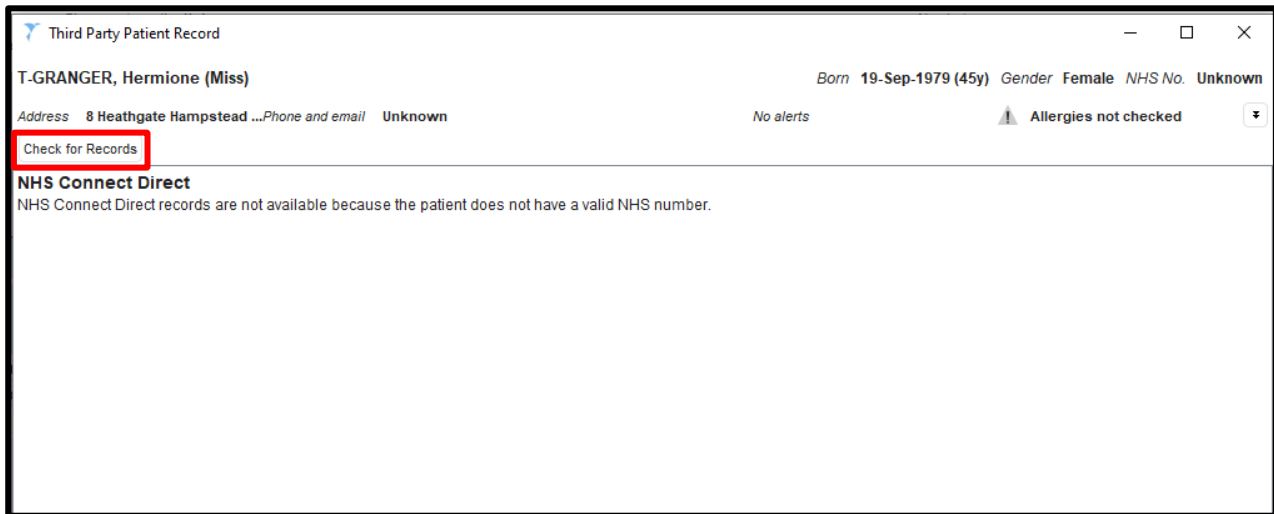 Third Party Patient Record
T-GRANGER, Hermione (Miss) Born 19-Sep-1979 (45y) Gender Female NHS No. Unknown
Address 8 Heathgate Hampstead ...Phone and email Unknown No alerts Allergies not checked
Check for Records
NHS Connect Direct
NHS Connect Direct records are not available because the patient does not have a valid NHS number.